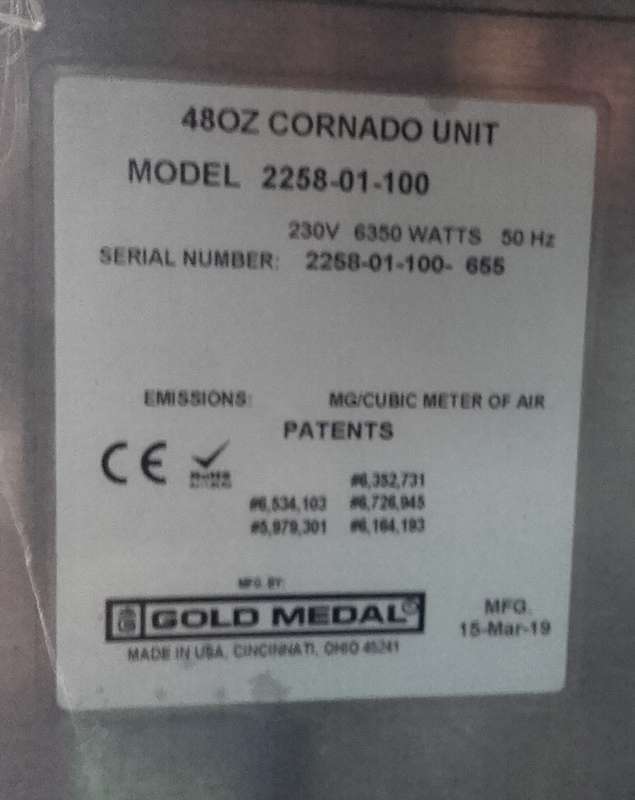 48OZ CORNADO UNIT
MODEL 2258-01-100
230V 6350 WATTS 50 Hz
SERIAL NUMBER: 2258-01-100- 655
EMISSIONS: MG/CUBIC METER OF AIR
PATENTS
CE RoHS
#6,352,731
#6,534,103 #6,726,945
#5,979,301 #6,164,193
MFG. BY:
GOLD MEDAL®
MFG.
15-Mar-19
MADE IN USA, CINCINNATI, OHIO 45241